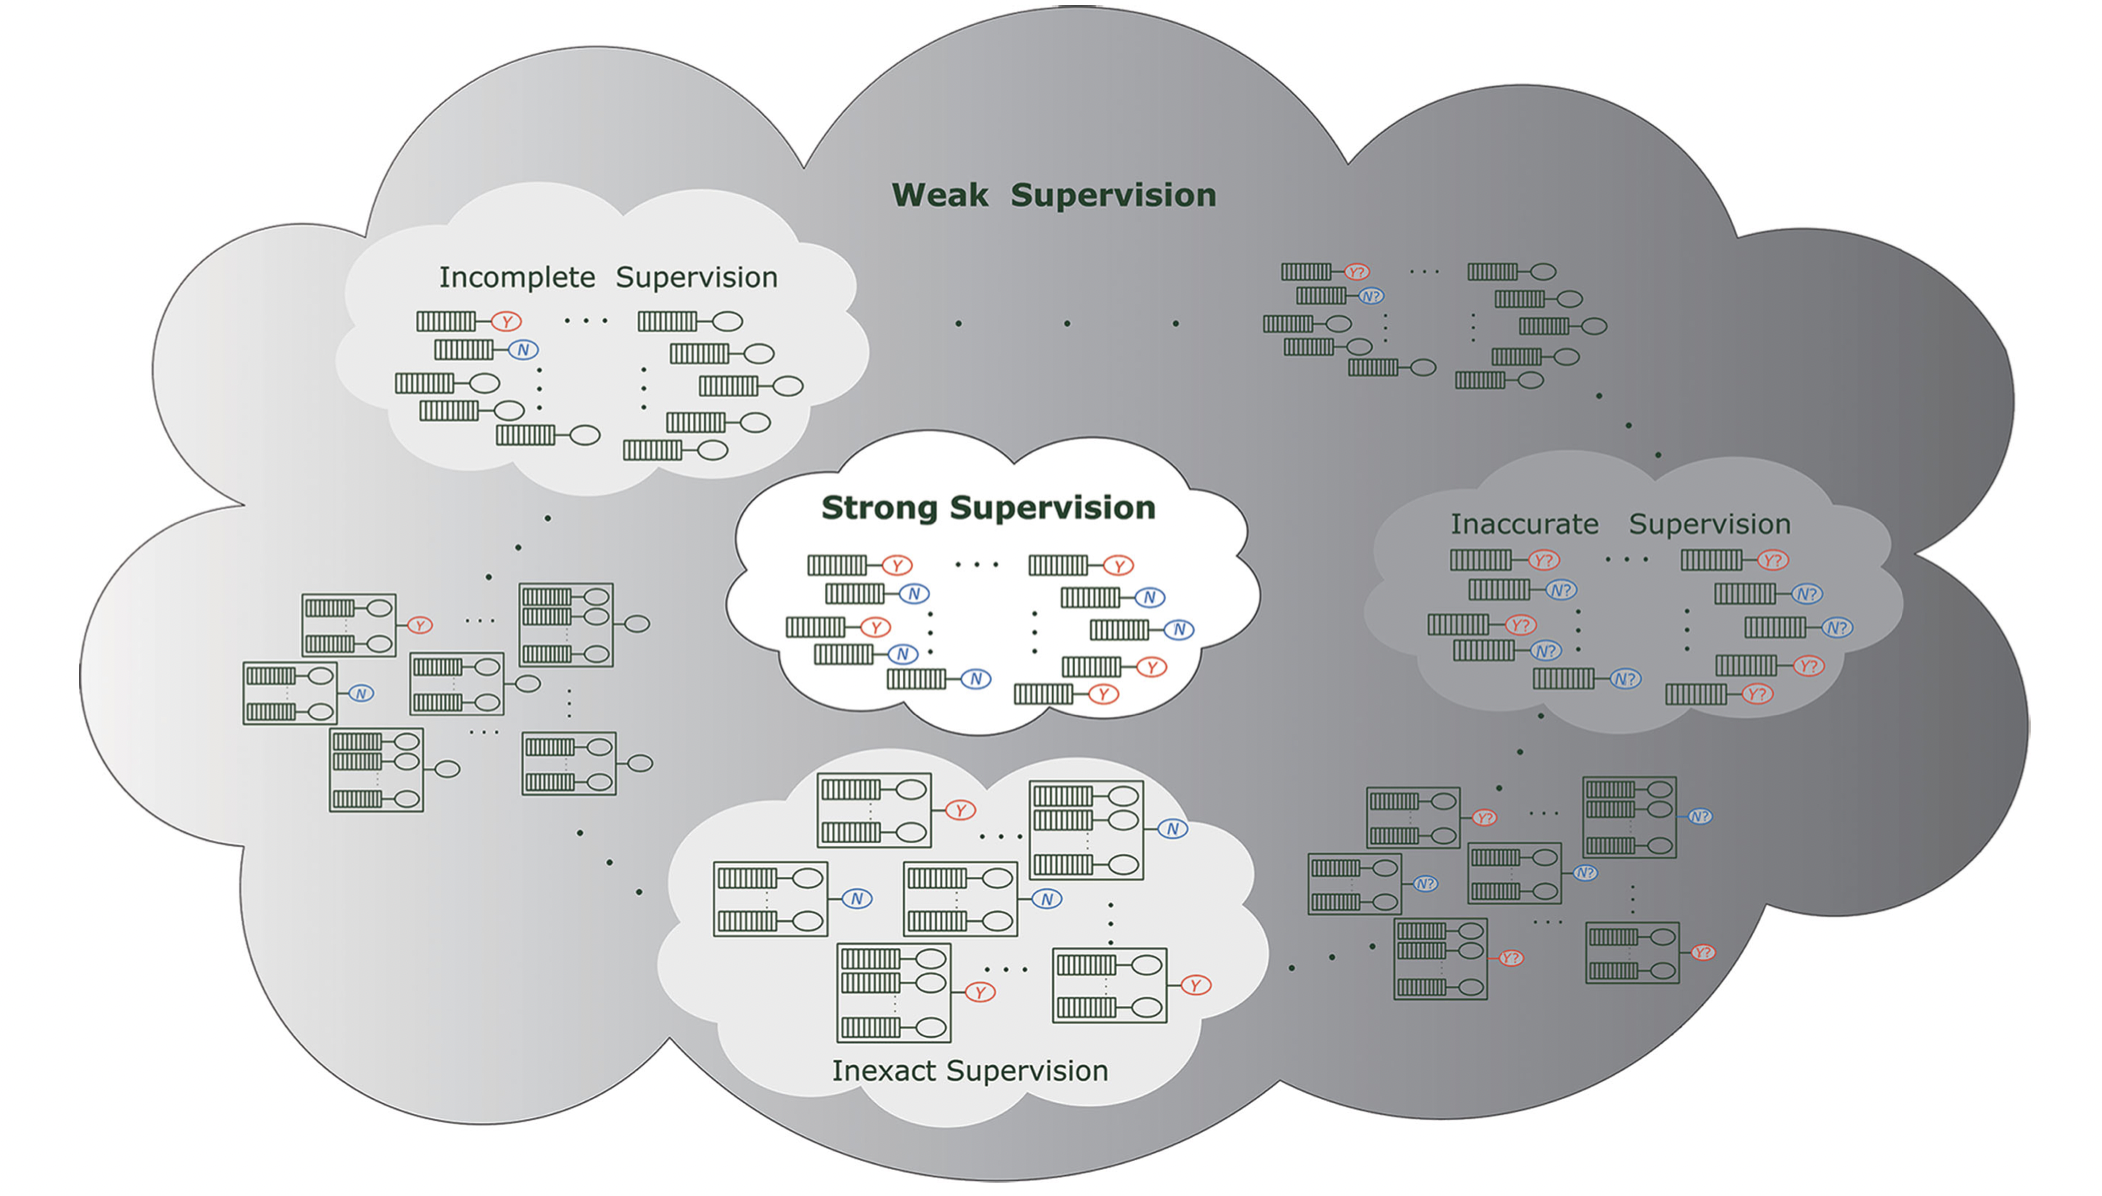 Weak Supervision
Incomplete Supervision
Y
N
Y?
N?
Strong Supervision
Y Y
N N
Y N
N Y
N Y
Inaccurate Supervision
Y? Y?
N? N?
Y? N?
N? Y?
N? Y?
Y
N
Y
N
N N
Y Y
Inexact Supervision
Y? N?
N? N?
Y? Y?